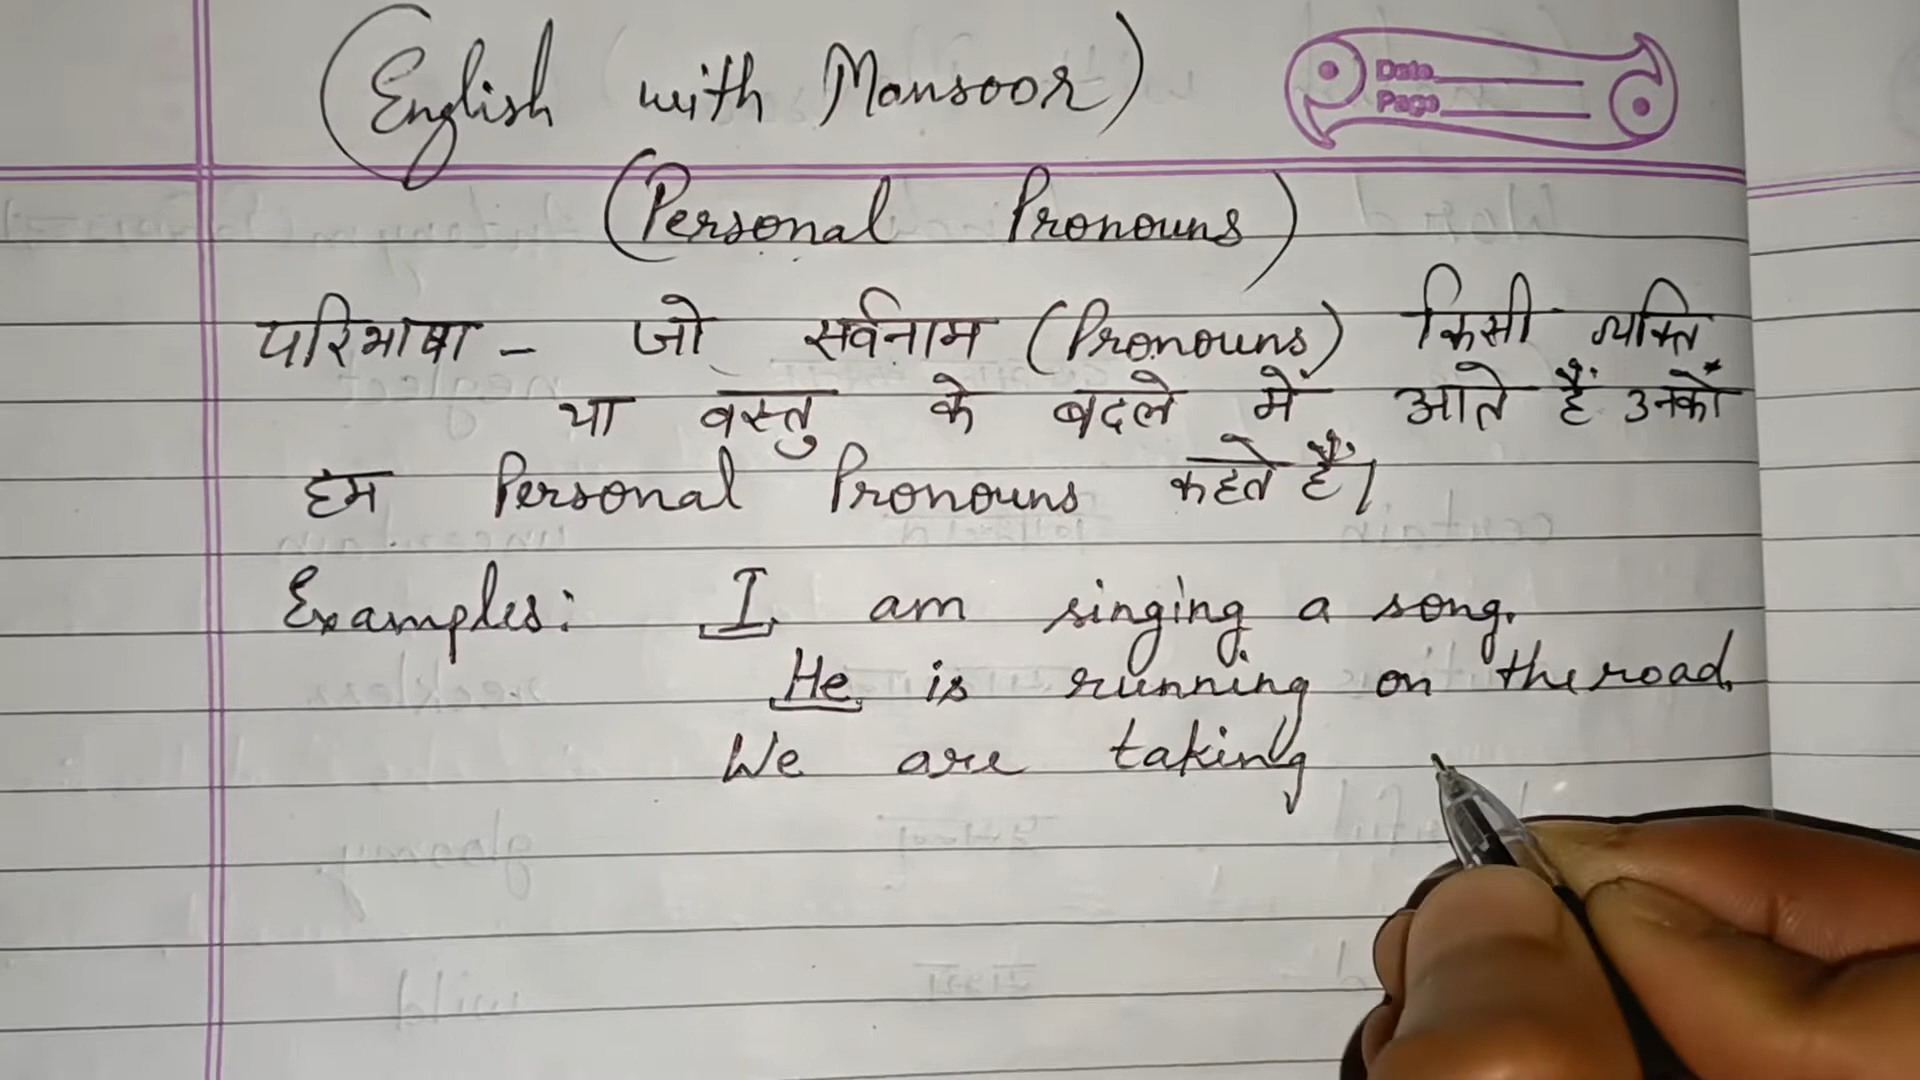 (English with Mansoor)
Date
Page
(Personal Pronouns)
परिभाषा - जो सर्वनाम (Pronouns) किसी व्यक्ति
या वस्तु के बदले में आते हैं उनको
हम Personal Pronouns कहते हैं।
Examples: I am singing a song.
He is running on the road.
We are taking